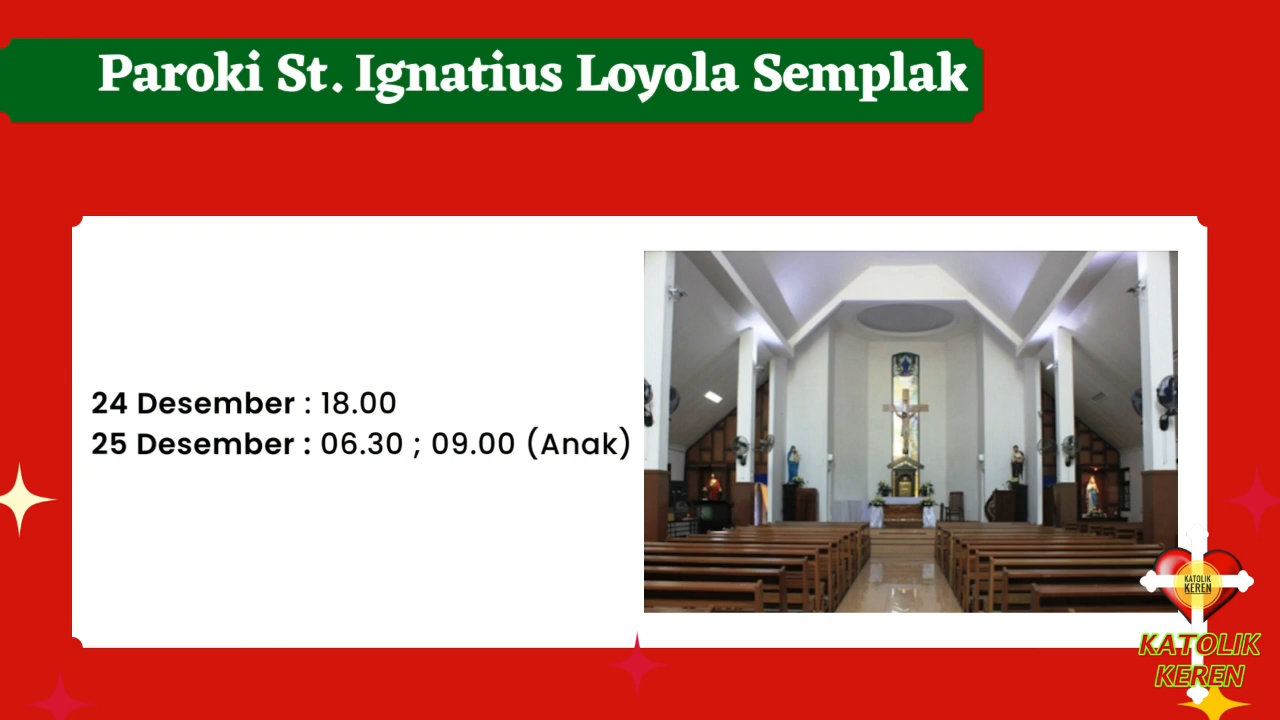 Paroki St. Ignatius Loyola Semplak
24 Desember : 18.00
25 Desember : 06.30 ; 09.00 (Anak)
KATOLIK
KEREN
KATOLIK
KEREN